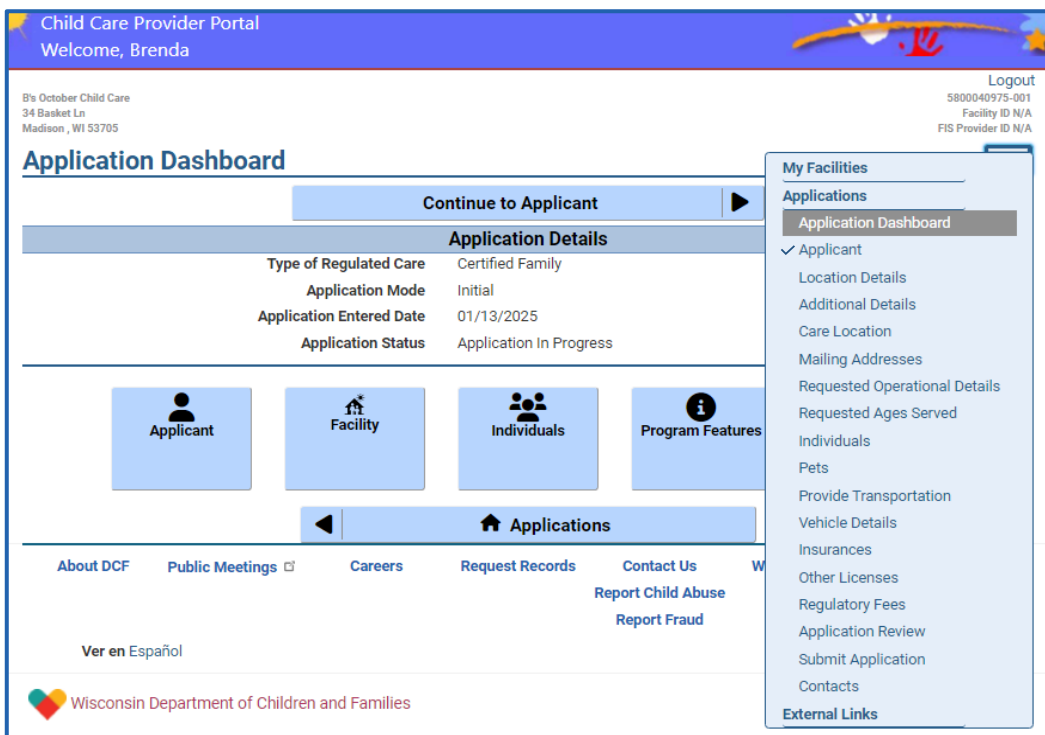 Child Care Provider Portal
Welcome, Brenda
Logout
B's October Child Care
34 Basket Ln
Madison , WI 53705
5800040975-001
Facility ID N/A
FIS Provider ID N/A
Application Dashboard
Continue to Applicant
Application Details
Type of Regulated Care Certified Family
Application Mode Initial
Application Entered Date 01/13/2025
Application Status Application In Progress
Applicant
Facility
Individuals
Program Features
Applications
About DCF Public Meetings Careers Request Records Contact Us
Report Child Abuse
Report Fraud
Ver en Español
Wisconsin Department of Children and Families
My Facilities
Applications
Application Dashboard
Applicant
Location Details
Additional Details
Care Location
Mailing Addresses
Requested Operational Details
Requested Ages Served
Individuals
Pets
Provide Transportation
Vehicle Details
Insurances
Other Licenses
Regulatory Fees
Application Review
Submit Application
Contacts
External Links